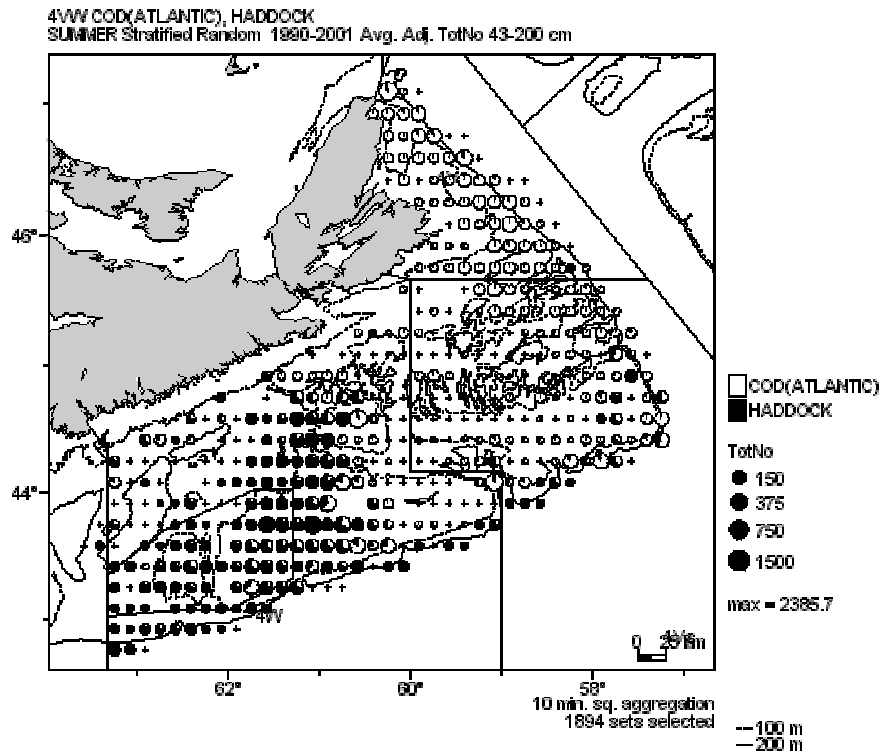 4VW COD(ATLANTIC), HADDOCK
SUMMER Stratified Random 1990-2001 Avg. Adj. TotNo 43-200 cm
46°
44°
62°
60°
58°
4W
0 25 km
COD(ATLANTIC)
HADDOCK
TotNo
150
375
750
1500
max = 2385.7
10 min. sq. aggregation
1894 sets selected
---100 m
—200 m